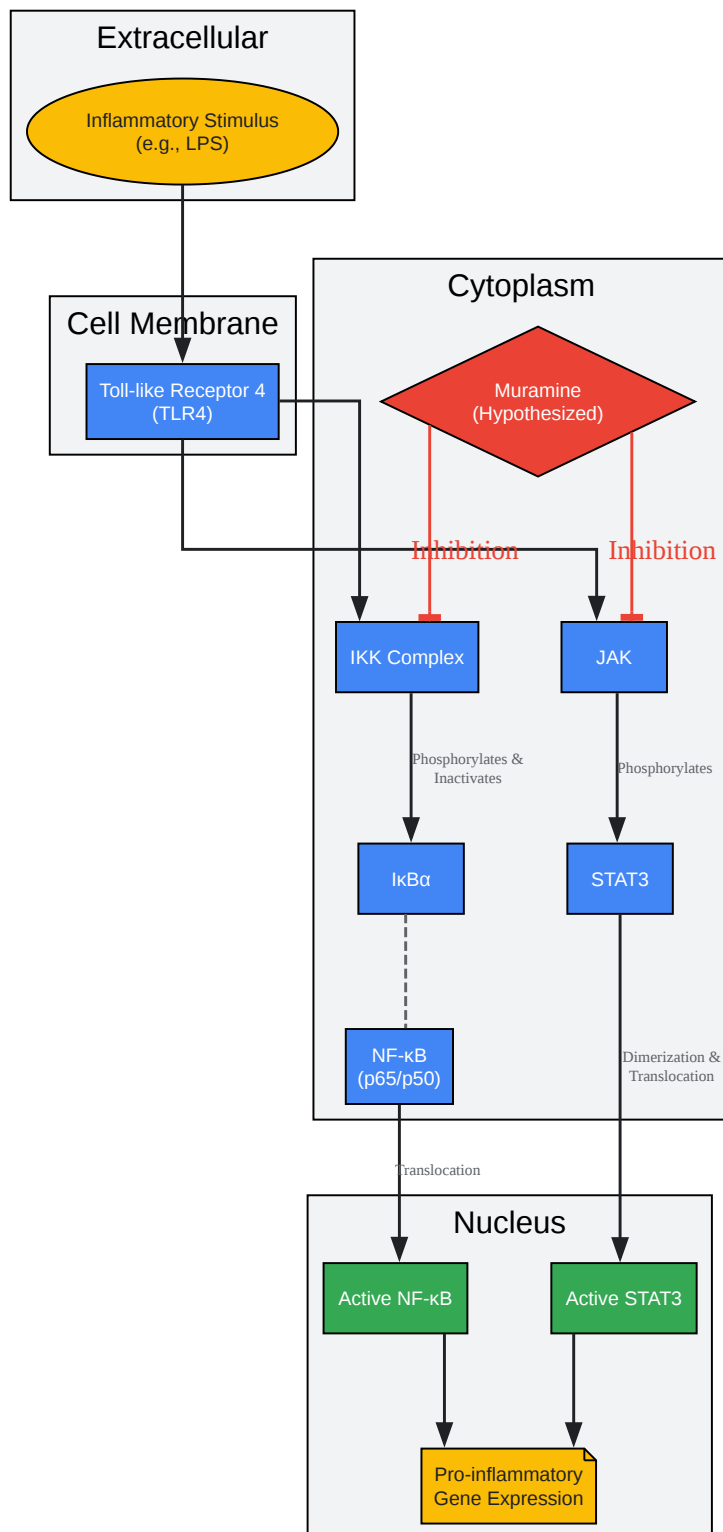 Extracellular
Inflammatory Stimulus
(e.g., LPS)
Cytoplasm
Cell Membrane
Toll-like Receptor 4
(TLR4)
Muramine
(Hypothesized)
Inhibition
Inhibition
IKK Complex
JAK
Phosphorylates &
Inactivates
Phosphorylates
IκBα
STAT3
NF-κB
(p65/p50)
Dimerization &
Translocation
Translocation
Nucleus
Active NF-κB
Active STAT3
Pro-inflammatory
Gene Expression